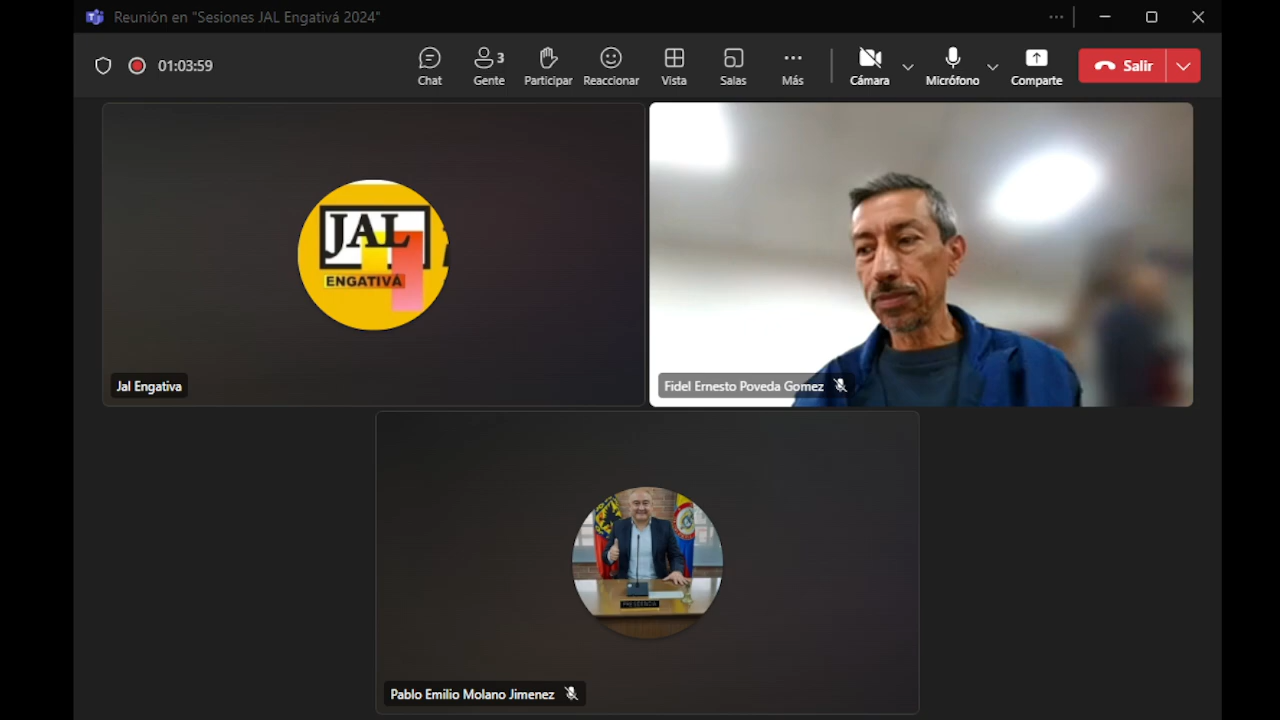 Reunión en "Sesiones JAL Engativá 2024"
01:03:59
Chat
Gente
3
Participar
Reaccionar
Vista
Salas
Más
Cámara
Micrófono
Comparte
Salir
JAL
ENGATIVÁ
Jal Engativa
Fidel Ernesto Poveda Gomez
PRESIDENCIA
Pablo Emilio Molano Jimenez